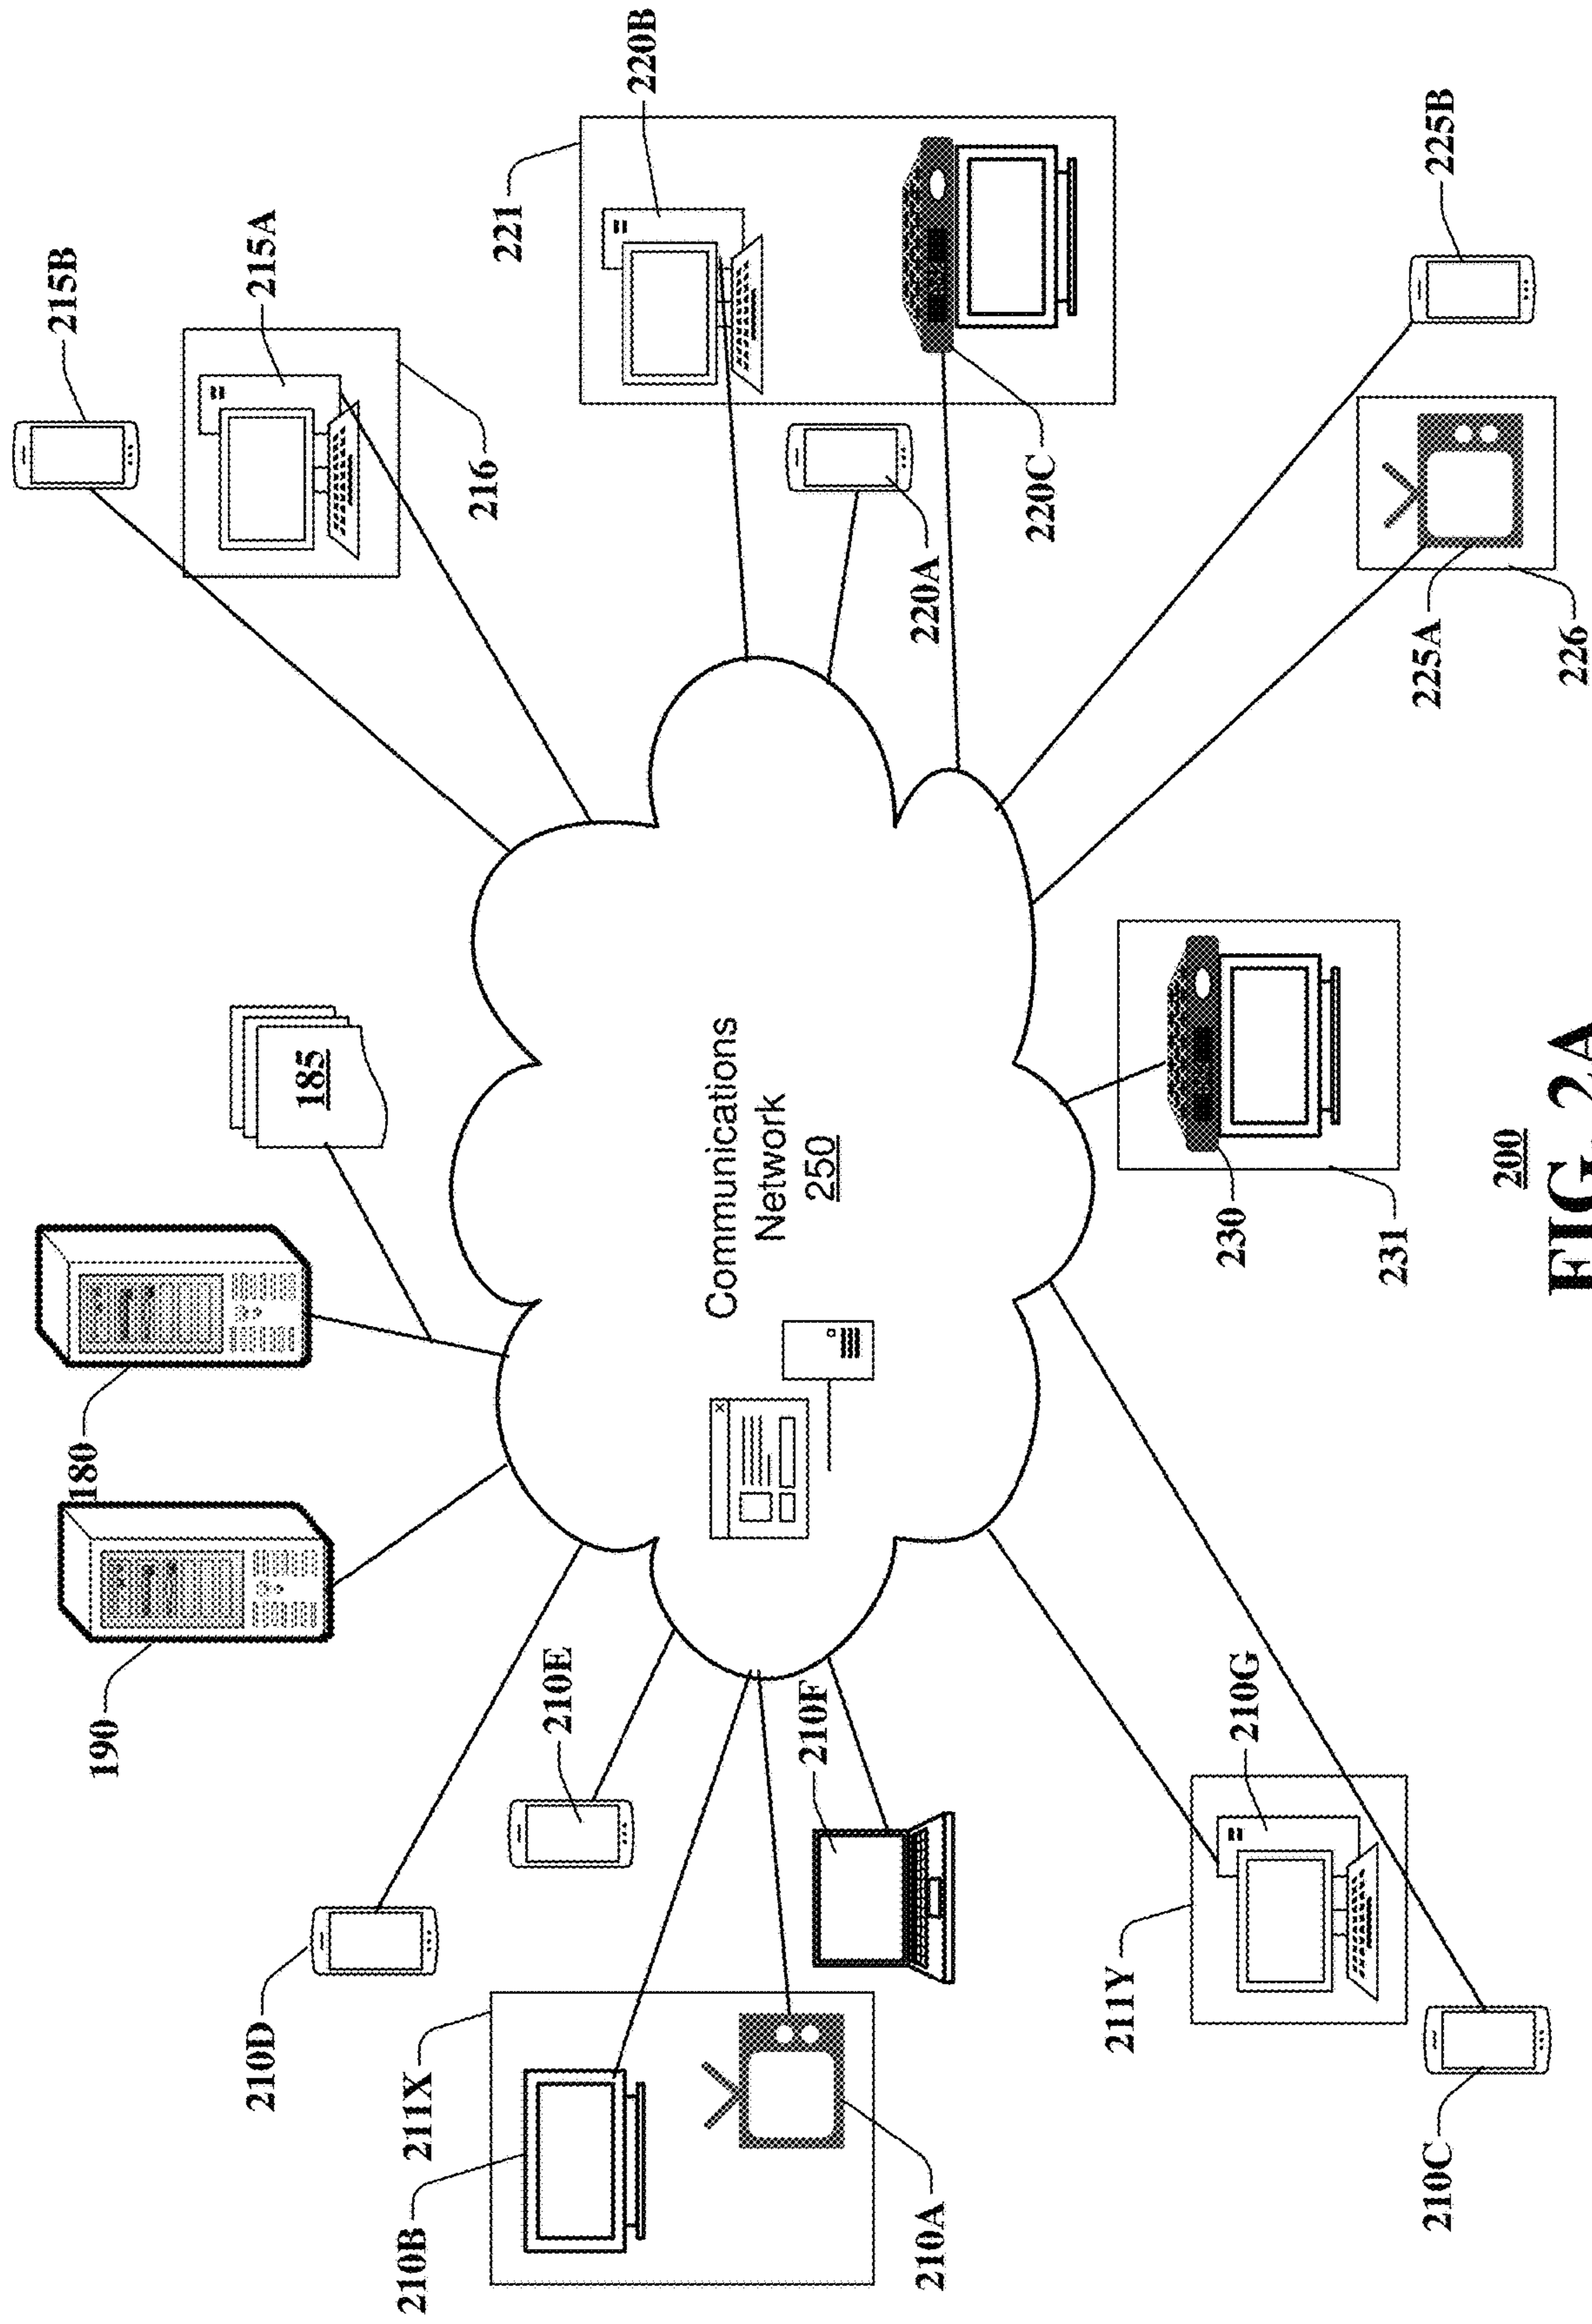 190
180
185
215B
215A
216
210D
210E
211X
210B
210A
210F
Communications
Network
250
221
220B
220A
220C
211Y
210G
210C
230
231
225A
226
225B
200
FIG. 2A